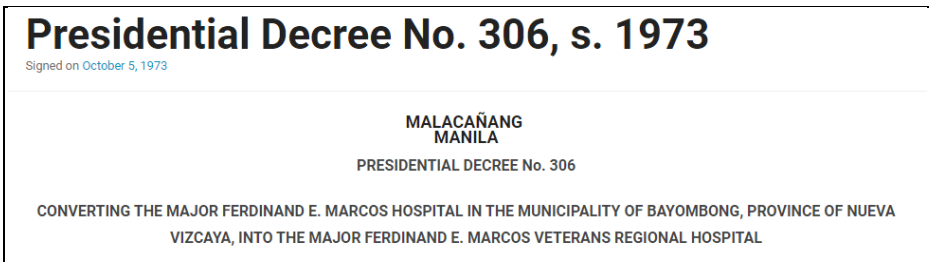 Presidential Decree No. 306, s. 1973
Signed on October 5, 1973
MALACAÑANG
MANILA
PRESIDENTIAL DECREE No. 306
CONVERTING THE MAJOR FERDINAND E. MARCOS HOSPITAL IN THE MUNICIPALITY OF BAYOMBONG, PROVINCE OF NUEVA
VIZCAYA, INTO THE MAJOR FERDINAND E. MARCOS VETERANS REGIONAL HOSPITAL